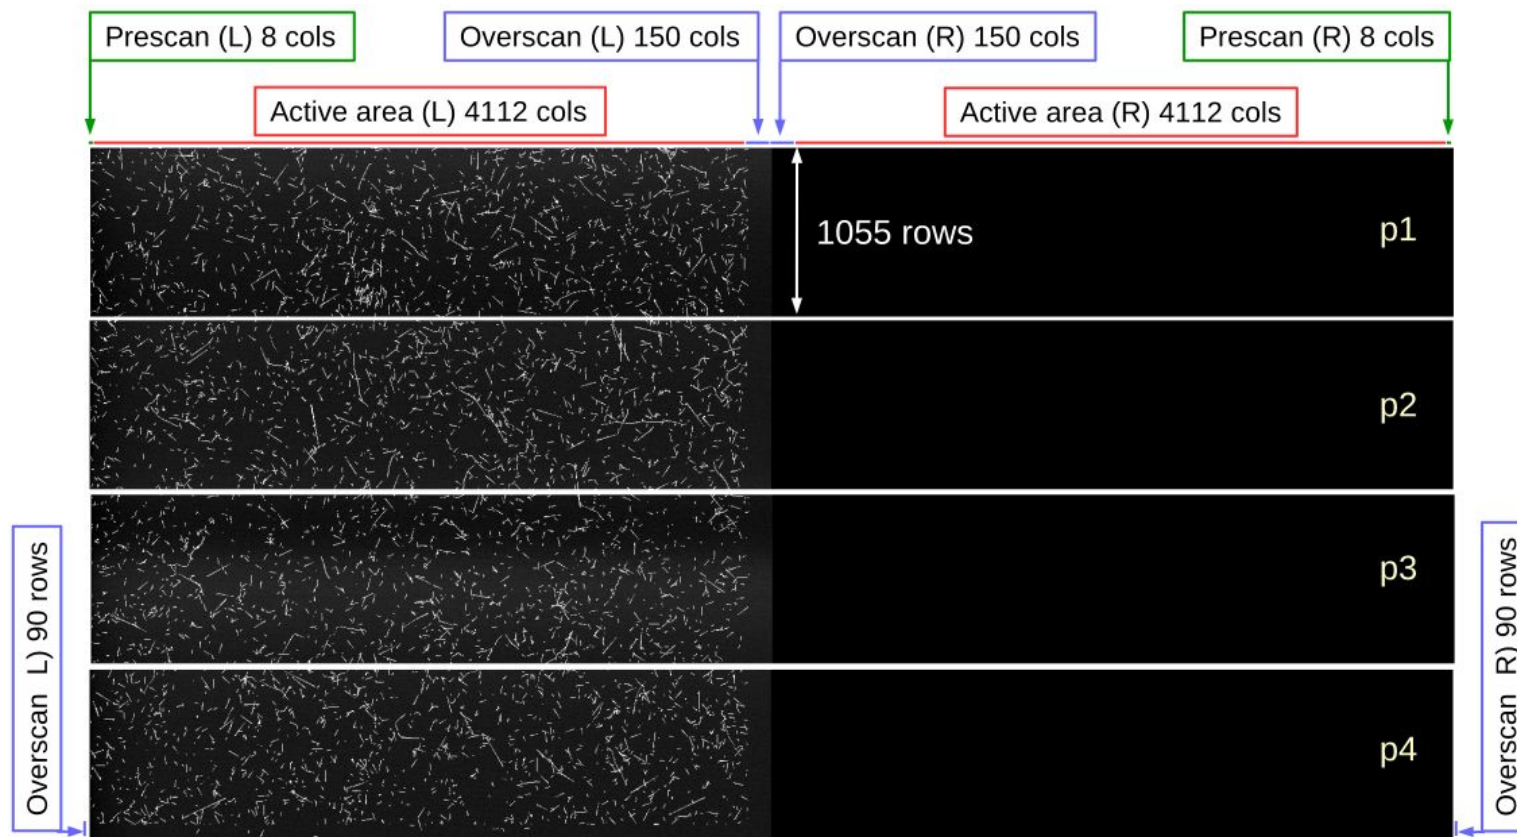 Prescan (L) 8 cols
Overscan (L) 150 cols
Overscan (R) 150 cols
Prescan (R) 8 cols
Active area (L) 4112 cols
Active area (R) 4112 cols
1055 rows
p1
p2
p3
p4
Overscan L) 90 rows
Overscan R) 90 rows